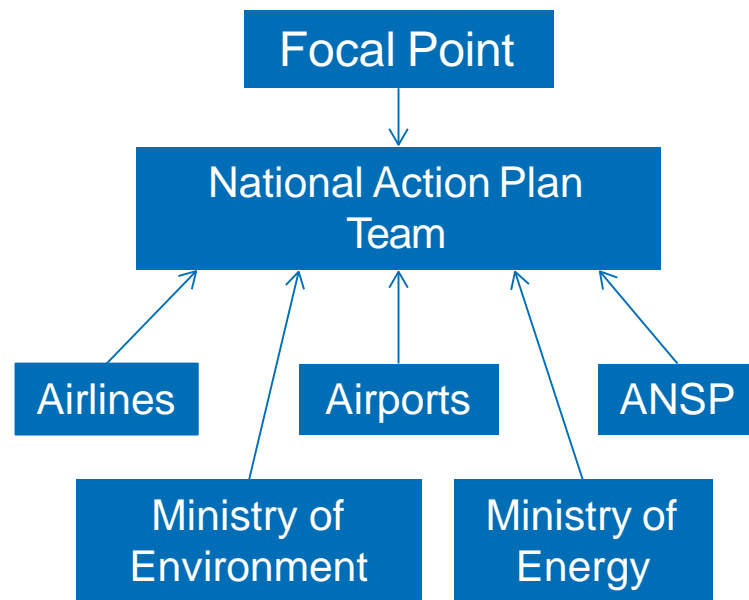 Focal Point
National Action Plan
Team
Airlines
Airports
ANSP
Ministry of
Environment
Ministry of
Energy